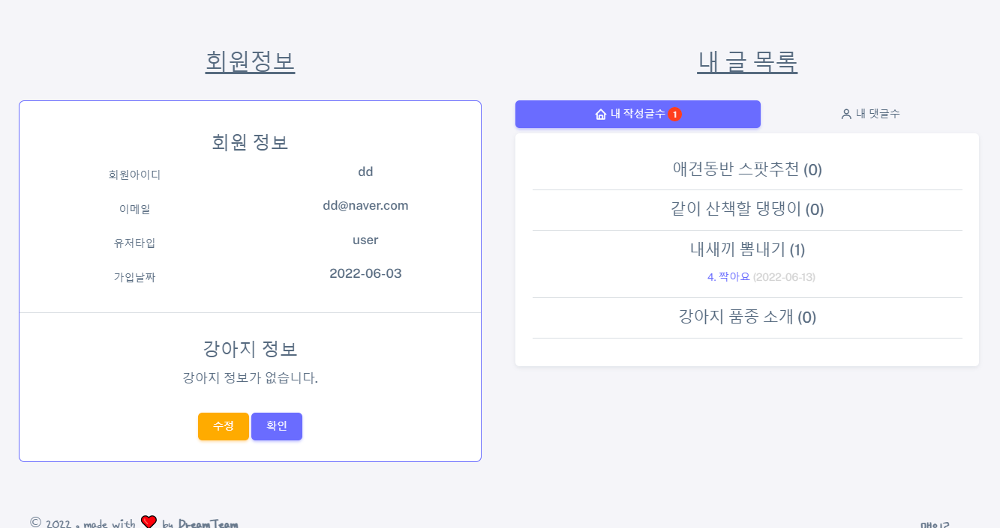 회원정보
회원 정보
회원아이디 dd
이메일 dd@naver.com
유저타입 user
가입날짜 2022-06-03
강아지 정보
강아지 정보가 없습니다.
수정 확인
내 글 목록
내 작성글수 1 내 댓글수
애견동반 스팟추천 (0)
같이 산책할 댕댕이 (0)
내새끼 뽐내기 (1)
4. 짝아요 (2022-06-13)
강아지 품종 소개 (0)
© 2022 , made with ❤️ by DreamTeam